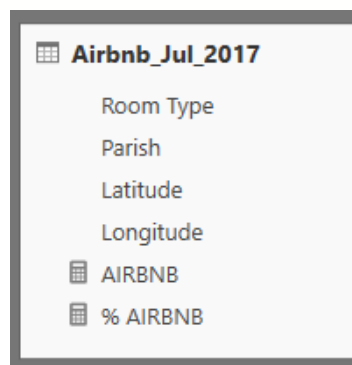 Airbnb_Jul_2017
Room Type
Parish
Latitude
Longitude
AIRBNB
% AIRBNB